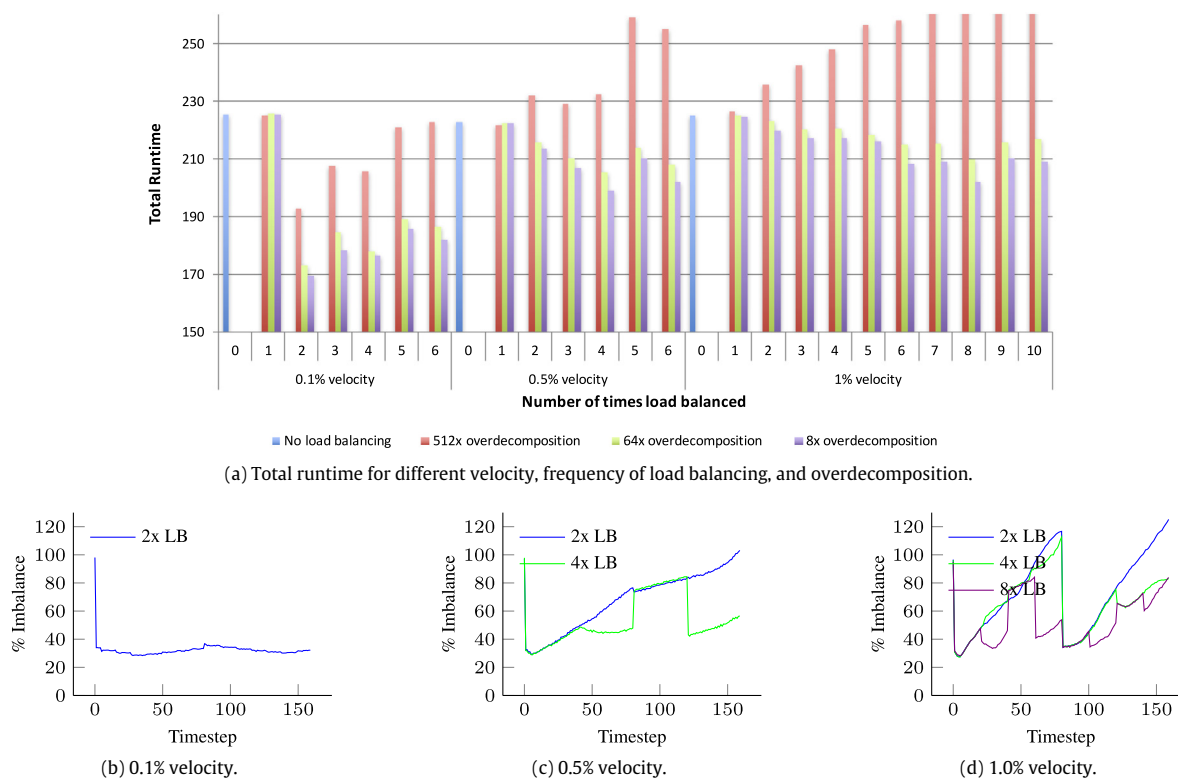 250
230
210
190
170
150
Total Runtime
0 1 2 3 4 5 6 0 1 2 3 4 5 6 0 1 2 3 4 5 6 7 8 9 10
0.1% velocity 0.5% velocity 1% velocity
Number of times load balanced
No load balancing 512x overdecomposition 64x overdecomposition 8x overdecomposition
(a) Total runtime for different velocity, frequency of load balancing, and overdecomposition.
120
100
80
60
40
20
0
% Imbalance
2x LB
0 50 100 150
Timestep
(b) 0.1% velocity.
120
100
80
60
40
20
0
% Imbalance
2x LB
4x LB
0 50 100 150
Timestep
(c) 0.5% velocity.
120
100
80
60
40
20
0
% Imbalance
2x LB
4x LB
8x LB
0 50 100 150
Timestep
(d) 1.0% velocity.